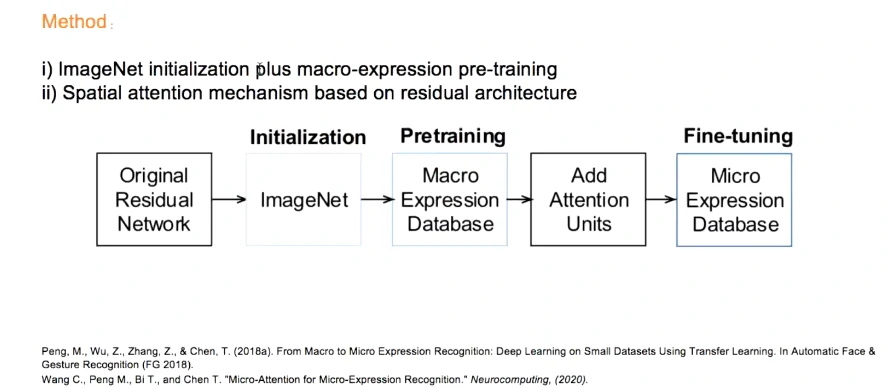 Method:
i) ImageNet initialization plus macro-expression pre-training
ii) Spatial attention mechanism based on residual architecture
Initialization Pretraining Fine-tuning
Original
Residual
Network
ImageNet
Macro
Expression
Database
Add
Attention
Units
Micro
Expression
Database
Peng, M., Wu, Z., Zhang, Z., & Chen, T. (2018a). From Macro to Micro Expression Recognition: Deep Learning on Small Datasets Using Transfer Learning. In Automatic Face &
Gesture Recognition (FG 2018).
Wang C., Peng M., Bi T., and Chen T. "Micro-Attention for Micro-Expression Recognition." Neurocomputing, (2020).